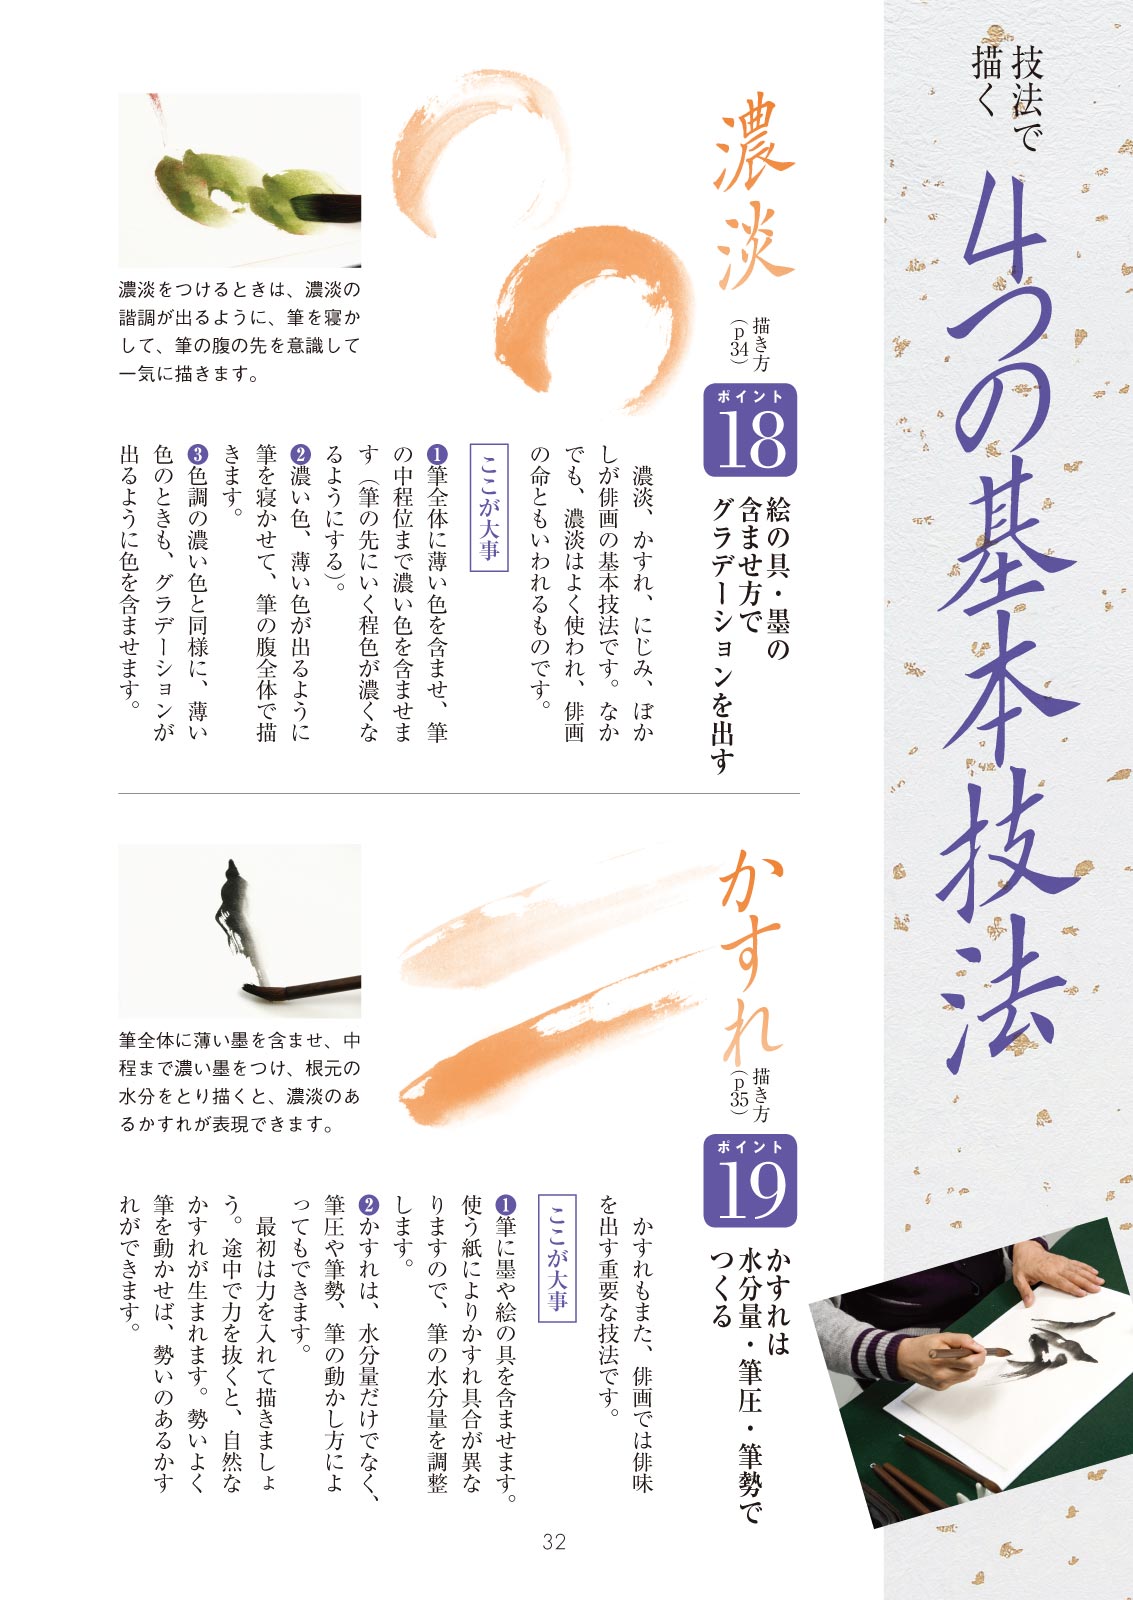 技法で
描く
4つの基本技法
濃淡
描き方
（p34）
ポイント
18
絵の具・墨の
含ませ方で
グラデーションを出す
濃淡、かすれ、にじみ、ぼか
しが俳画の基本技法です。なか
でも、濃淡はよく使われ、俳画
の命ともいわれるものです。
ここが大事
❶筆全体に薄い色を含ませ、筆
の中程位まで濃い色を含ませま
す（筆の先にいく程色が濃くな
るようにする）。
❷濃い色、薄い色が出るように
筆を寝かせて、筆の腹全体で描
きます。
❸色調の濃い色と同様に、薄い
色のときも、グラデーションが
出るように色を含ませます。
濃淡をつけるときは、濃淡の
諧調が出るように、筆を寝か
して、筆の腹の先を意識して
一気に描きます。
かすれ
描き方
（p35）
ポイント
19
かすれは
水分量・筆圧・筆勢で
つくる
かすれもまた、俳画では俳味
を出す重要な技法です。
ここが大事
❶筆に墨や絵の具を含ませます。
使う紙によりかすれ具合が異な
りますので、筆の水分量を調整
します。
❷かすれは、水分量だけでなく、
筆圧や筆勢、筆の動かし方によ
ってもできます。
最初は力を入れて描きましょ
う。途中で力を抜くと、自然な
かすれが生まれます。勢いよく
筆を動かせば、勢いのあるかす
れができます。
筆全体に薄い墨を含ませ、中
程まで濃い墨をつけ、根元の
水分をとり描くと、濃淡のあ
るかすれが表現できます。
32